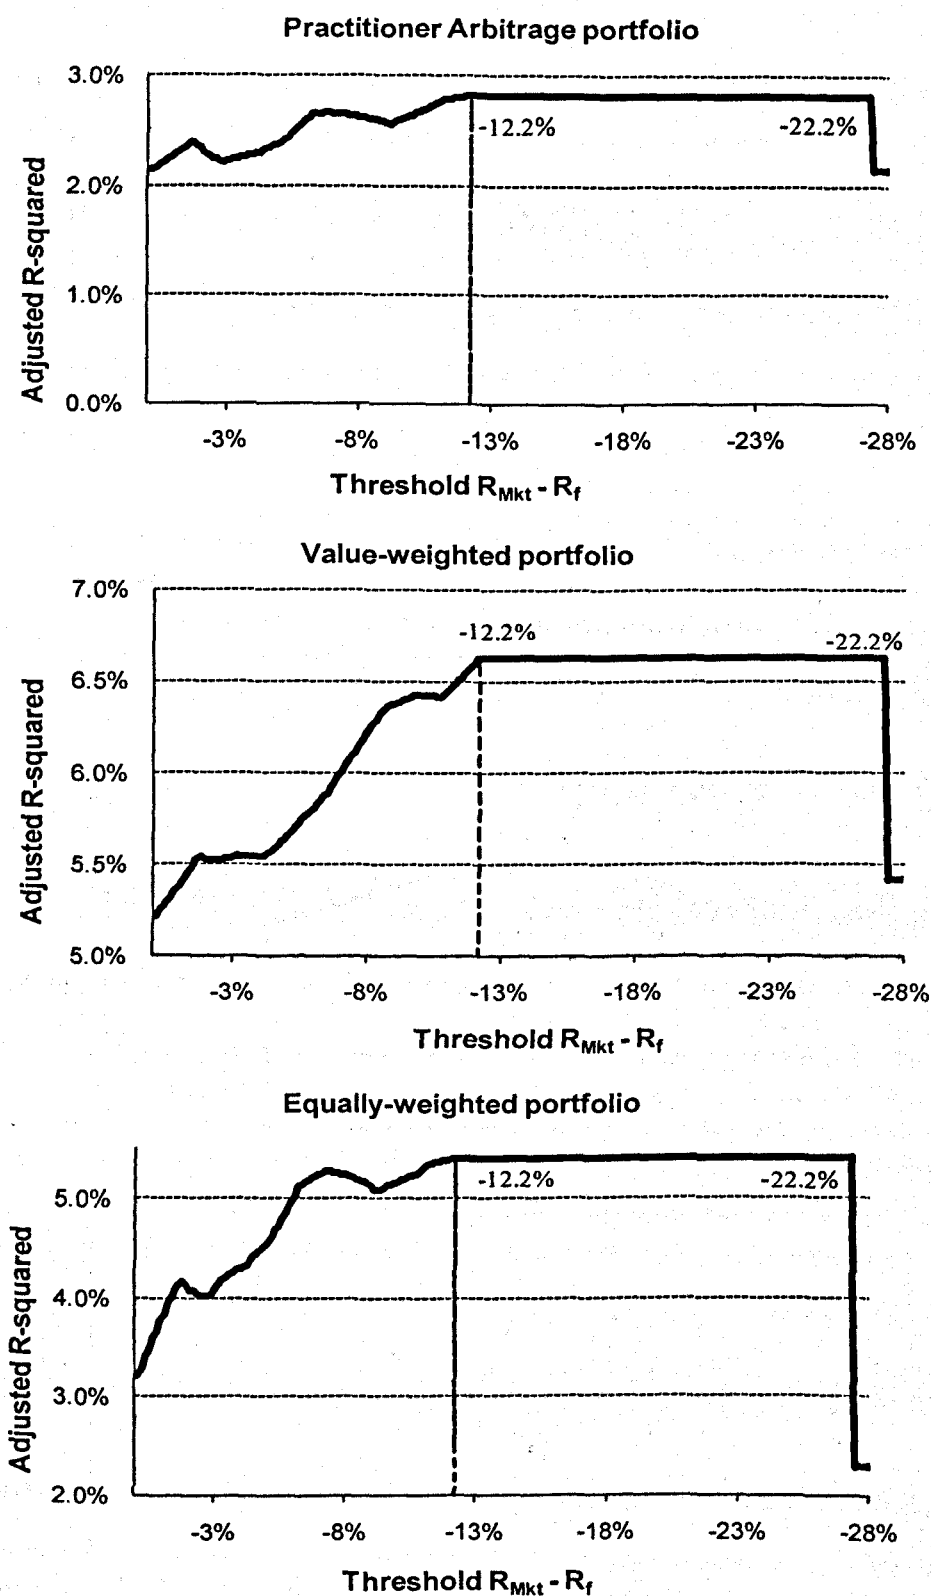 Practitioner Arbitrage portfolio
3.0%
-12.2% -22.2%
2.0%
1.0%
0.0%
Adjusted R-squared
-3% -8% -13% -18% -23% -28%
Threshold RMkt - Rf
Value-weighted portfolio
7.0%
-12.2% -22.2%
6.5%
6.0%
5.5%
5.0%
Adjusted R-squared
-3% -8% -13% -18% -23% -28%
Threshold RMkt - Rf
Equally-weighted portfolio
-12.2% -22.2%
5.0%
4.0%
3.0%
2.0%
Adjusted R-squared
-3% -8% -13% -18% -23% -28%
Threshold RMkt - Rf